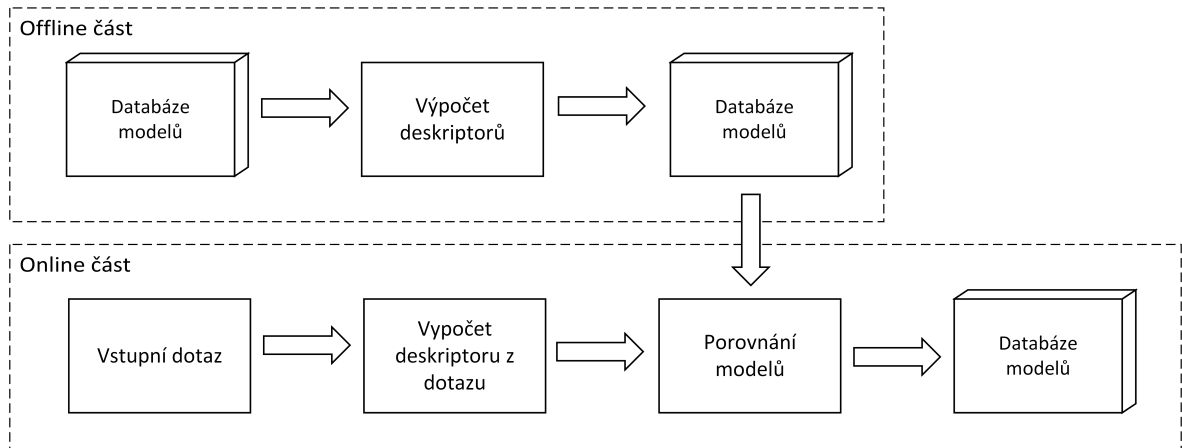 Offline část
Databáze
modelů
Výpočet
deskriptorů
Databáze
modelů
Online část
Vstupní dotaz
Vypočet
deskriptoru z
dotazu
Porovnání
modelů
Databáze
modelů